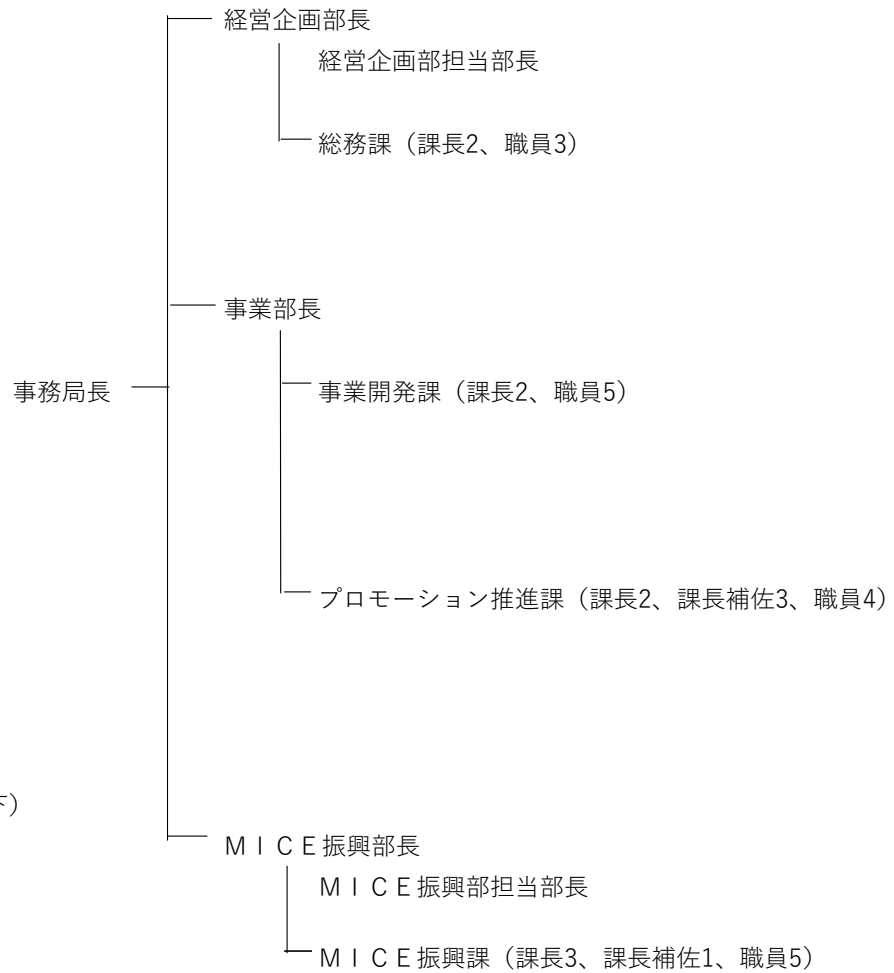 経営企画部長
経営企画部担当部長
総務課（課長2、職員3）
事業部長
事務局長
事業開発課（課長2、職員5）
プロモーション推進課（課長2、課長補佐3、職員4）
下）
ＭＩＣＥ振興部長
ＭＩＣＥ振興部担当部長
ＭＩＣＥ振興課（課長3、課長補佐1、職員5）